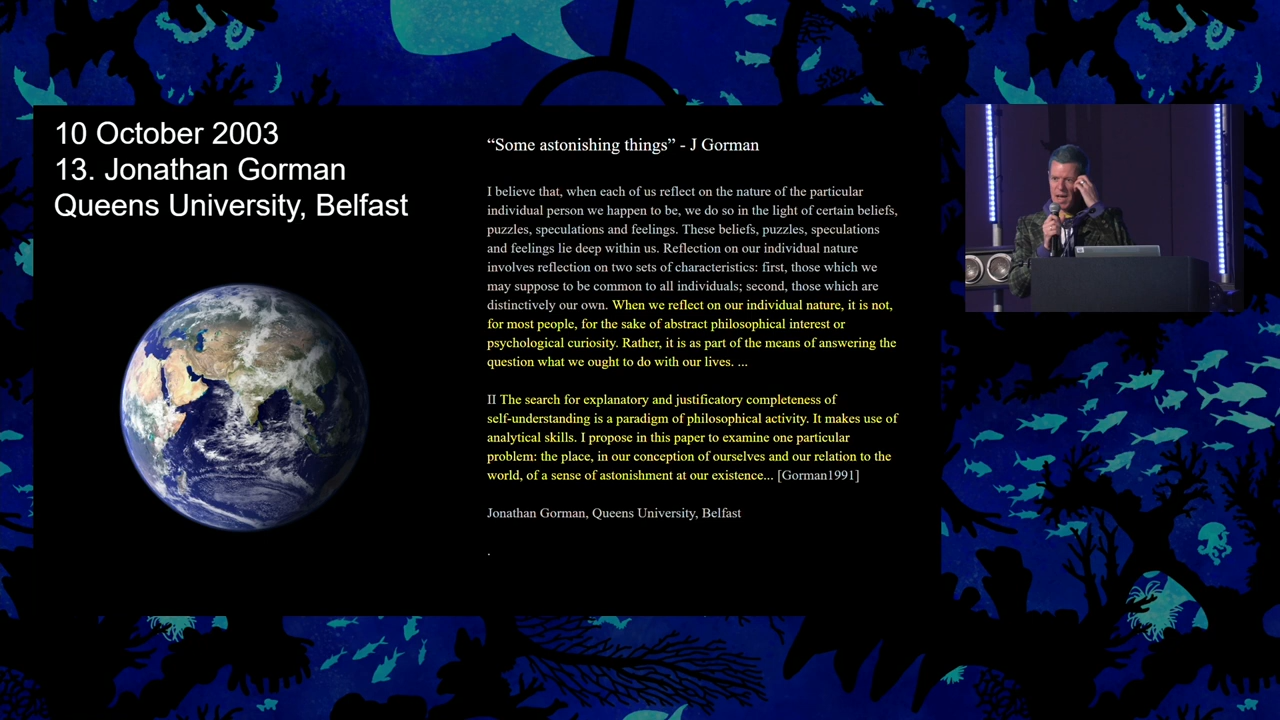 10 October 2003
13. Jonathan Gorman
Queens University, Belfast
“Some astonishing things” - J Gorman
I believe that, when each of us reflect on the nature of the particular
individual person we happen to be, we do so in the light of certain beliefs,
puzzles, speculations and feelings. These beliefs, puzzles, speculations
and feelings lie deep within us. Reflection on our individual nature
involves reflection on two sets of characteristics: first, those which we
may suppose to be common to all individuals; second, those which are
distinctively our own. When we reflect on our individual nature, it is not,
for most people, for the sake of abstract philosophical interest or
psychological curiosity. Rather, it is as part of the means of answering the
question what we ought to do with our lives. ...
II The search for explanatory and justificatory completeness of
self-understanding is a paradigm of philosophical activity. It makes use of
analytical skills. I propose in this paper to examine one particular
problem: the place, in our conception of ourselves and our relation to the
world, of a sense of astonishment at our existence... [Gorman1991]
Jonathan Gorman, Queens University, Belfast
.